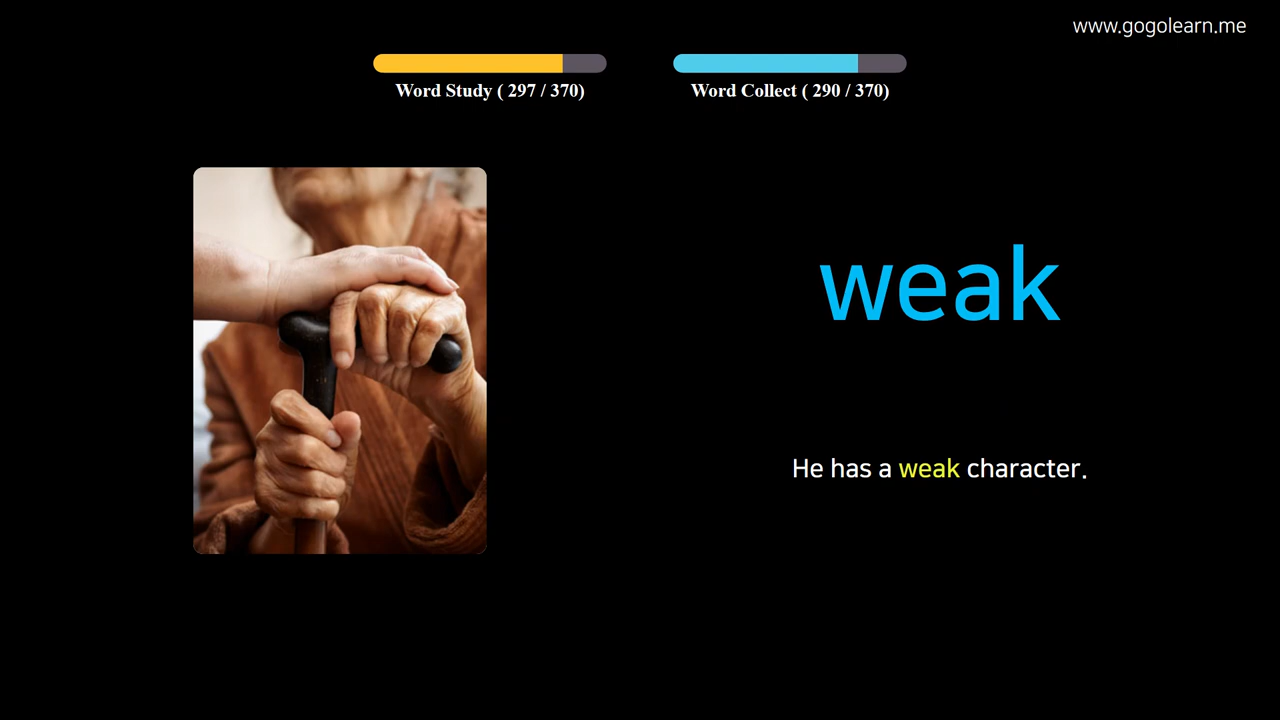 www.gogolearn.me
Word Study ( 297 / 370)
Word Collect ( 290 / 370)
weak
He has a weak character.